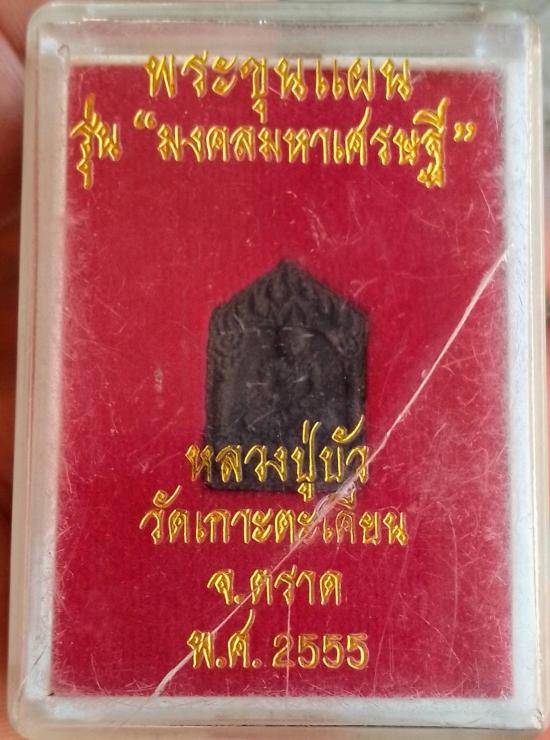 พระขุนแผน
รุ่น “มงคลมหาเศรษฐี”
หลวงปู่บัว
วัดเกาะตะเคียน
จ.ตราด
พ.ศ. 2555